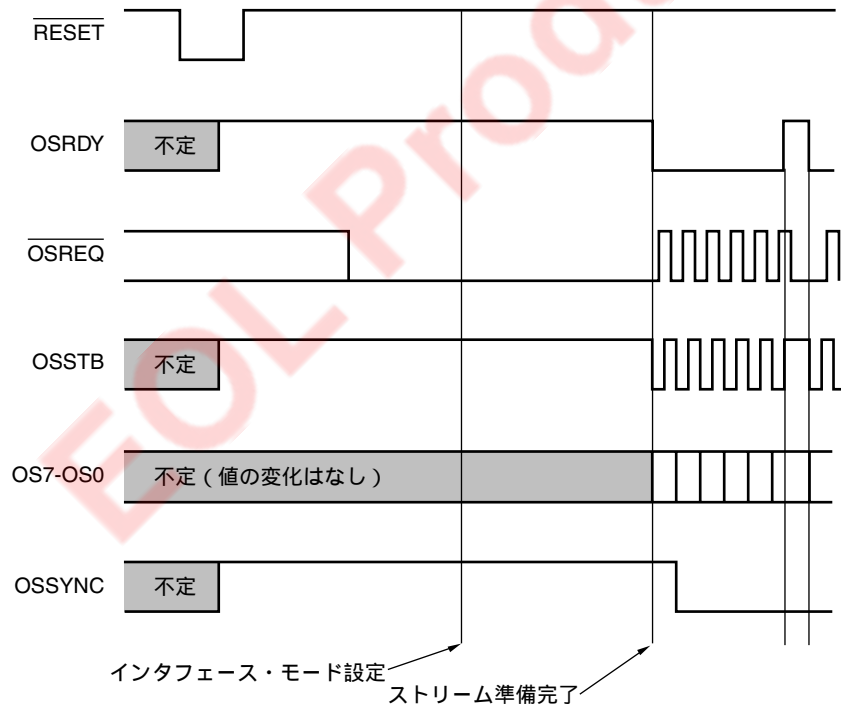 RESET
OSRDY
不定
OSREQ
OSSTB
不定
OS7-OS0
不定（値の変化はなし）
OSSYNC
不定
インタフェース・モード設定
ストリーム準備完了
EOL Produ